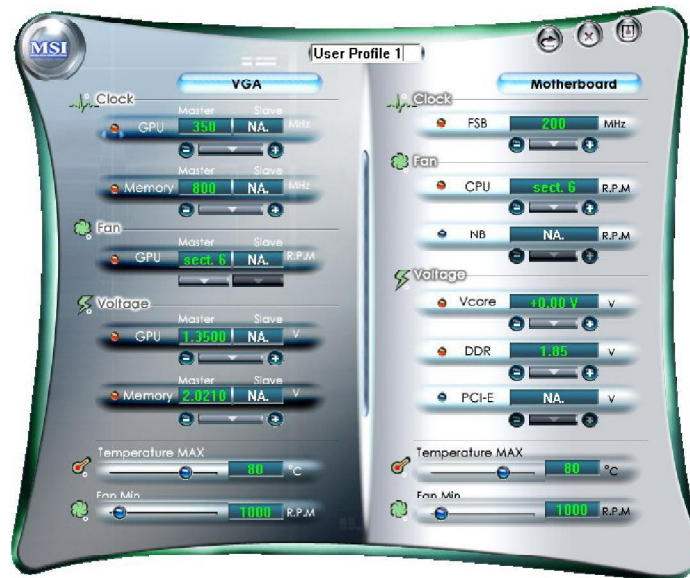 MSI
User Profile 1
VGA
Clock
Master Slave
GPU 350 NA. MHz
Master Slave
Memory 800 NA. MHz
Fan
Master Slave
GPU sect. 6 NA. R.P.M
Voltage
Master Slave
GPU 1.3500 NA. V
Master Slave
Memory 2.0210 NA. V
Temperature MAX
80 °C
Fan Min
1000 R.P.M
Motherboard
Clock
FSB 200 MHz
Fan
CPU sect. 6 R.P.M
NB NA. R.P.M
Voltage
Vcore +0.00 V V
DDR 1.85 V
PCI-E NA. V
Temperature MAX
80 °C
Fan Min
1000 R.P.M